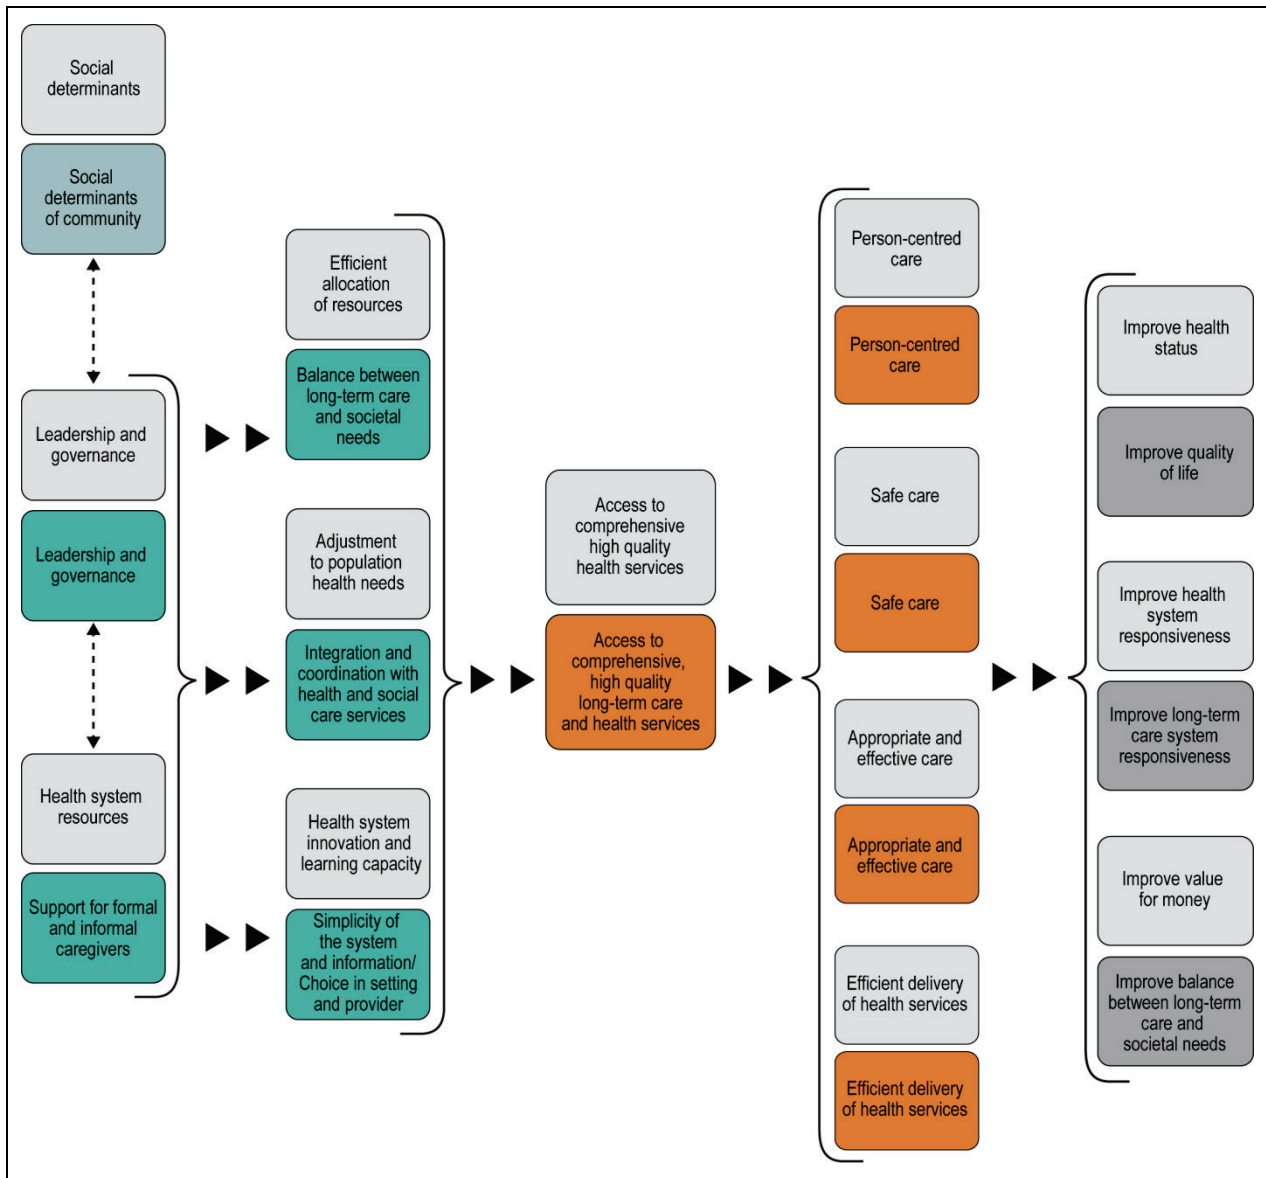 Social
determinants
Social
determinants
of community
Leadership and
governance
Leadership and
governance
Health system
resources
Support for formal
and informal
caregivers
Efficient
allocation
of resources
Balance between
long-term care
and societal
needs
Adjustment
to population
health needs
Integration and
coordination with
health and social
care services
Health system
innovation and
learning capacity
Simplicity of
the system
and information/
Choice in setting
and provider
Access to
comprehensive
high quality
health services
Access to
comprehensive,
high quality
long-term care
and health services
Person-centred
care
Person-centred
care
Safe care
Safe care
Appropriate and
effective care
Appropriate and
effective care
Efficient delivery
of health services
Efficient delivery
of health services
Improve health
status
Improve quality
of life
Improve health
system
responsiveness
Improve long-term
care system
responsiveness
Improve value
for money
Improve balance
between long-term
care and
societal needs